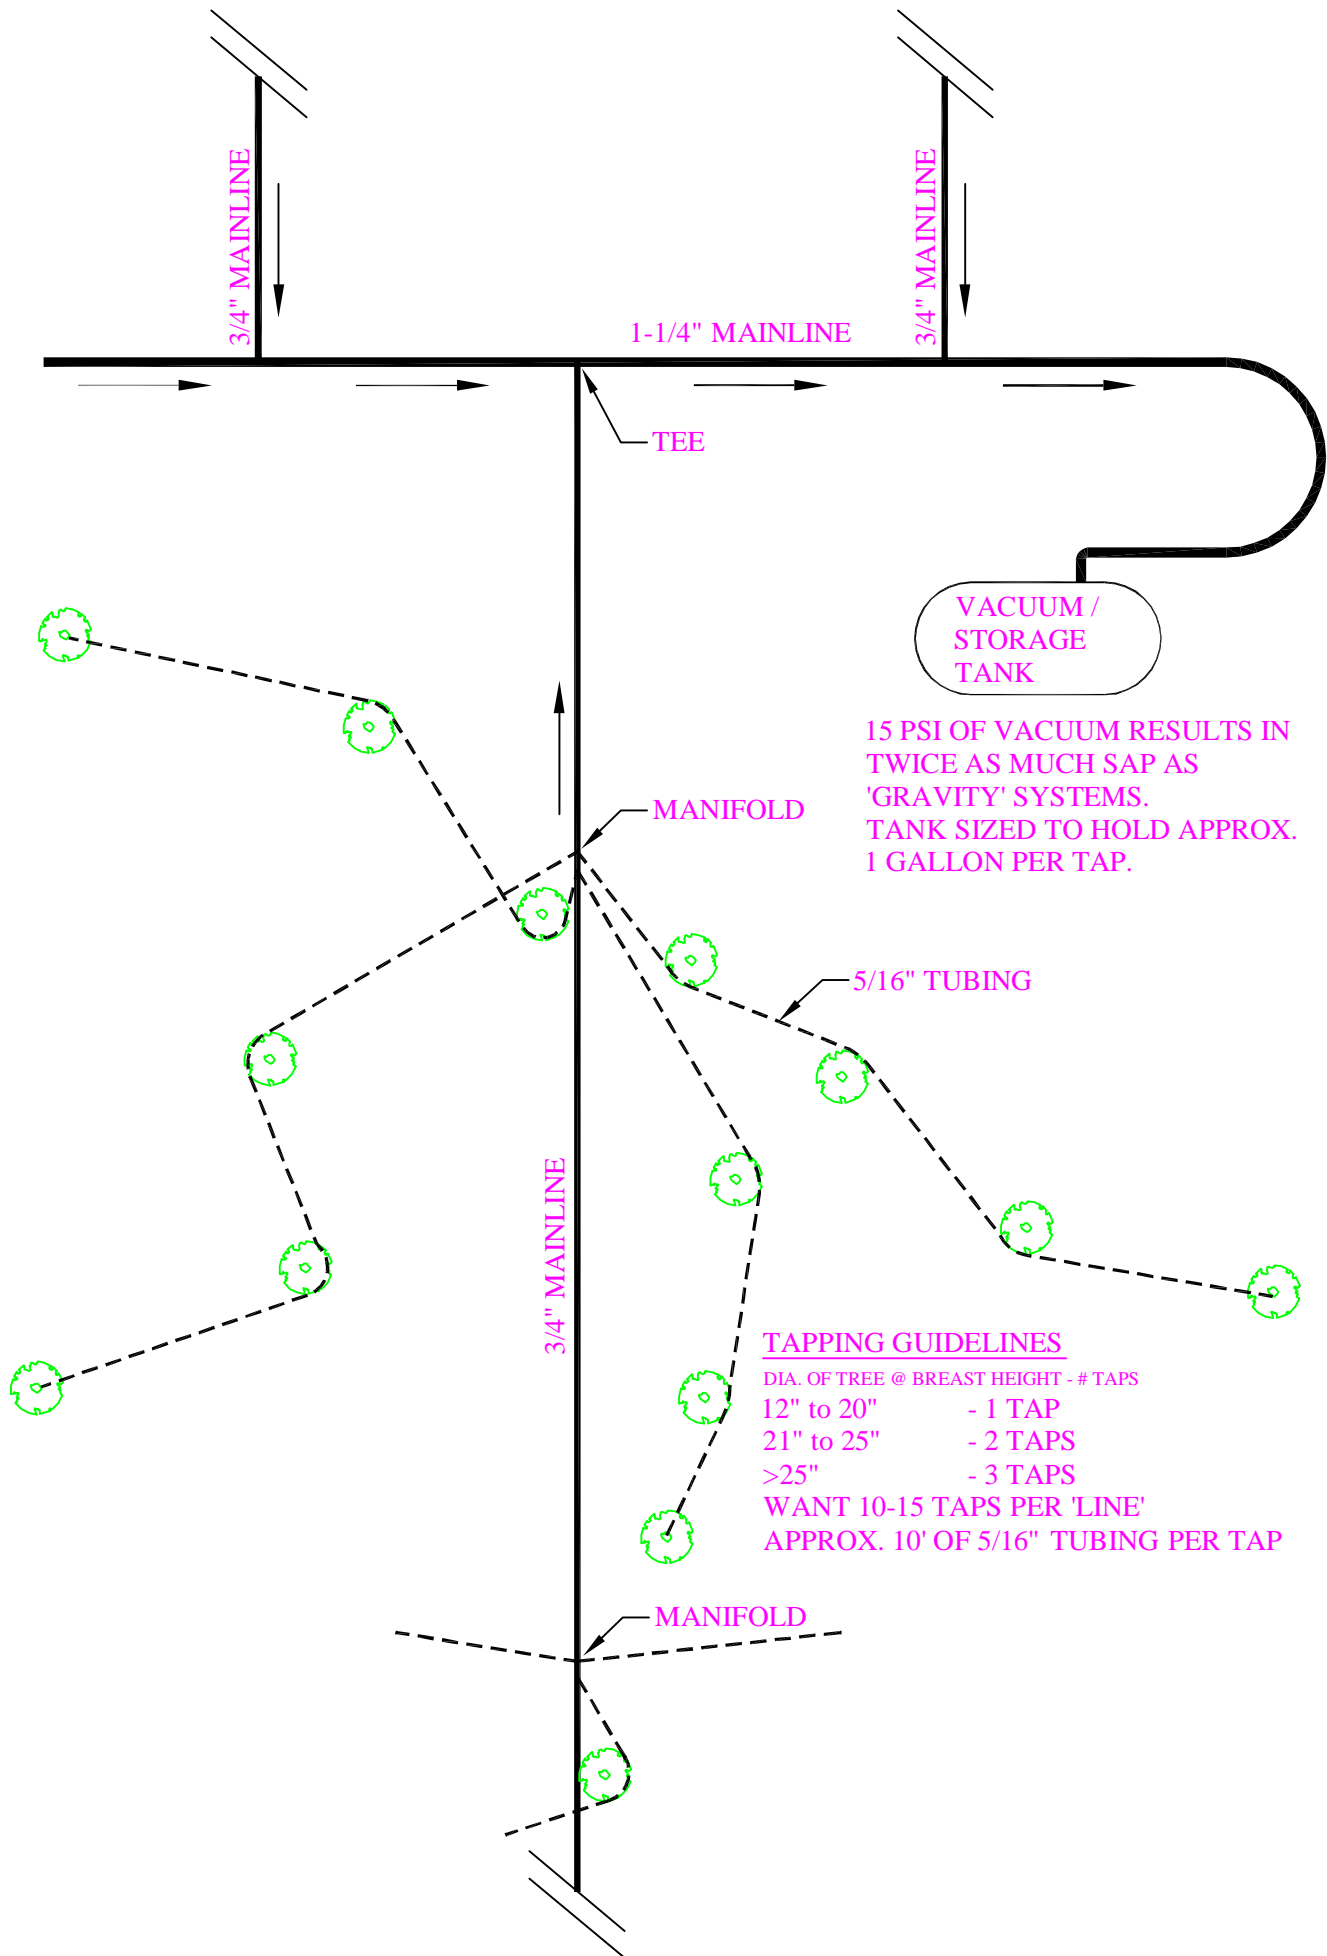 3/4" MAINLINE
3/4" MAINLINE
1-1/4" MAINLINE
TEE
VACUUM /
STORAGE
TANK
15 PSI OF VACUUM RESULTS IN
TWICE AS MUCH SAP AS
'GRAVITY' SYSTEMS.
TANK SIZED TO HOLD APPROX.
1 GALLON PER TAP.
MANIFOLD
5/16" TUBING
3/4" MAINLINE
TAPPING GUIDELINES
DIA. OF TREE @ BREAST HEIGHT - # TAPS
12" to 20" - 1 TAP
21" to 25" - 2 TAPS
>25" - 3 TAPS
WANT 10-15 TAPS PER 'LINE'
APPROX. 10' OF 5/16" TUBING PER TAP
MANIFOLD